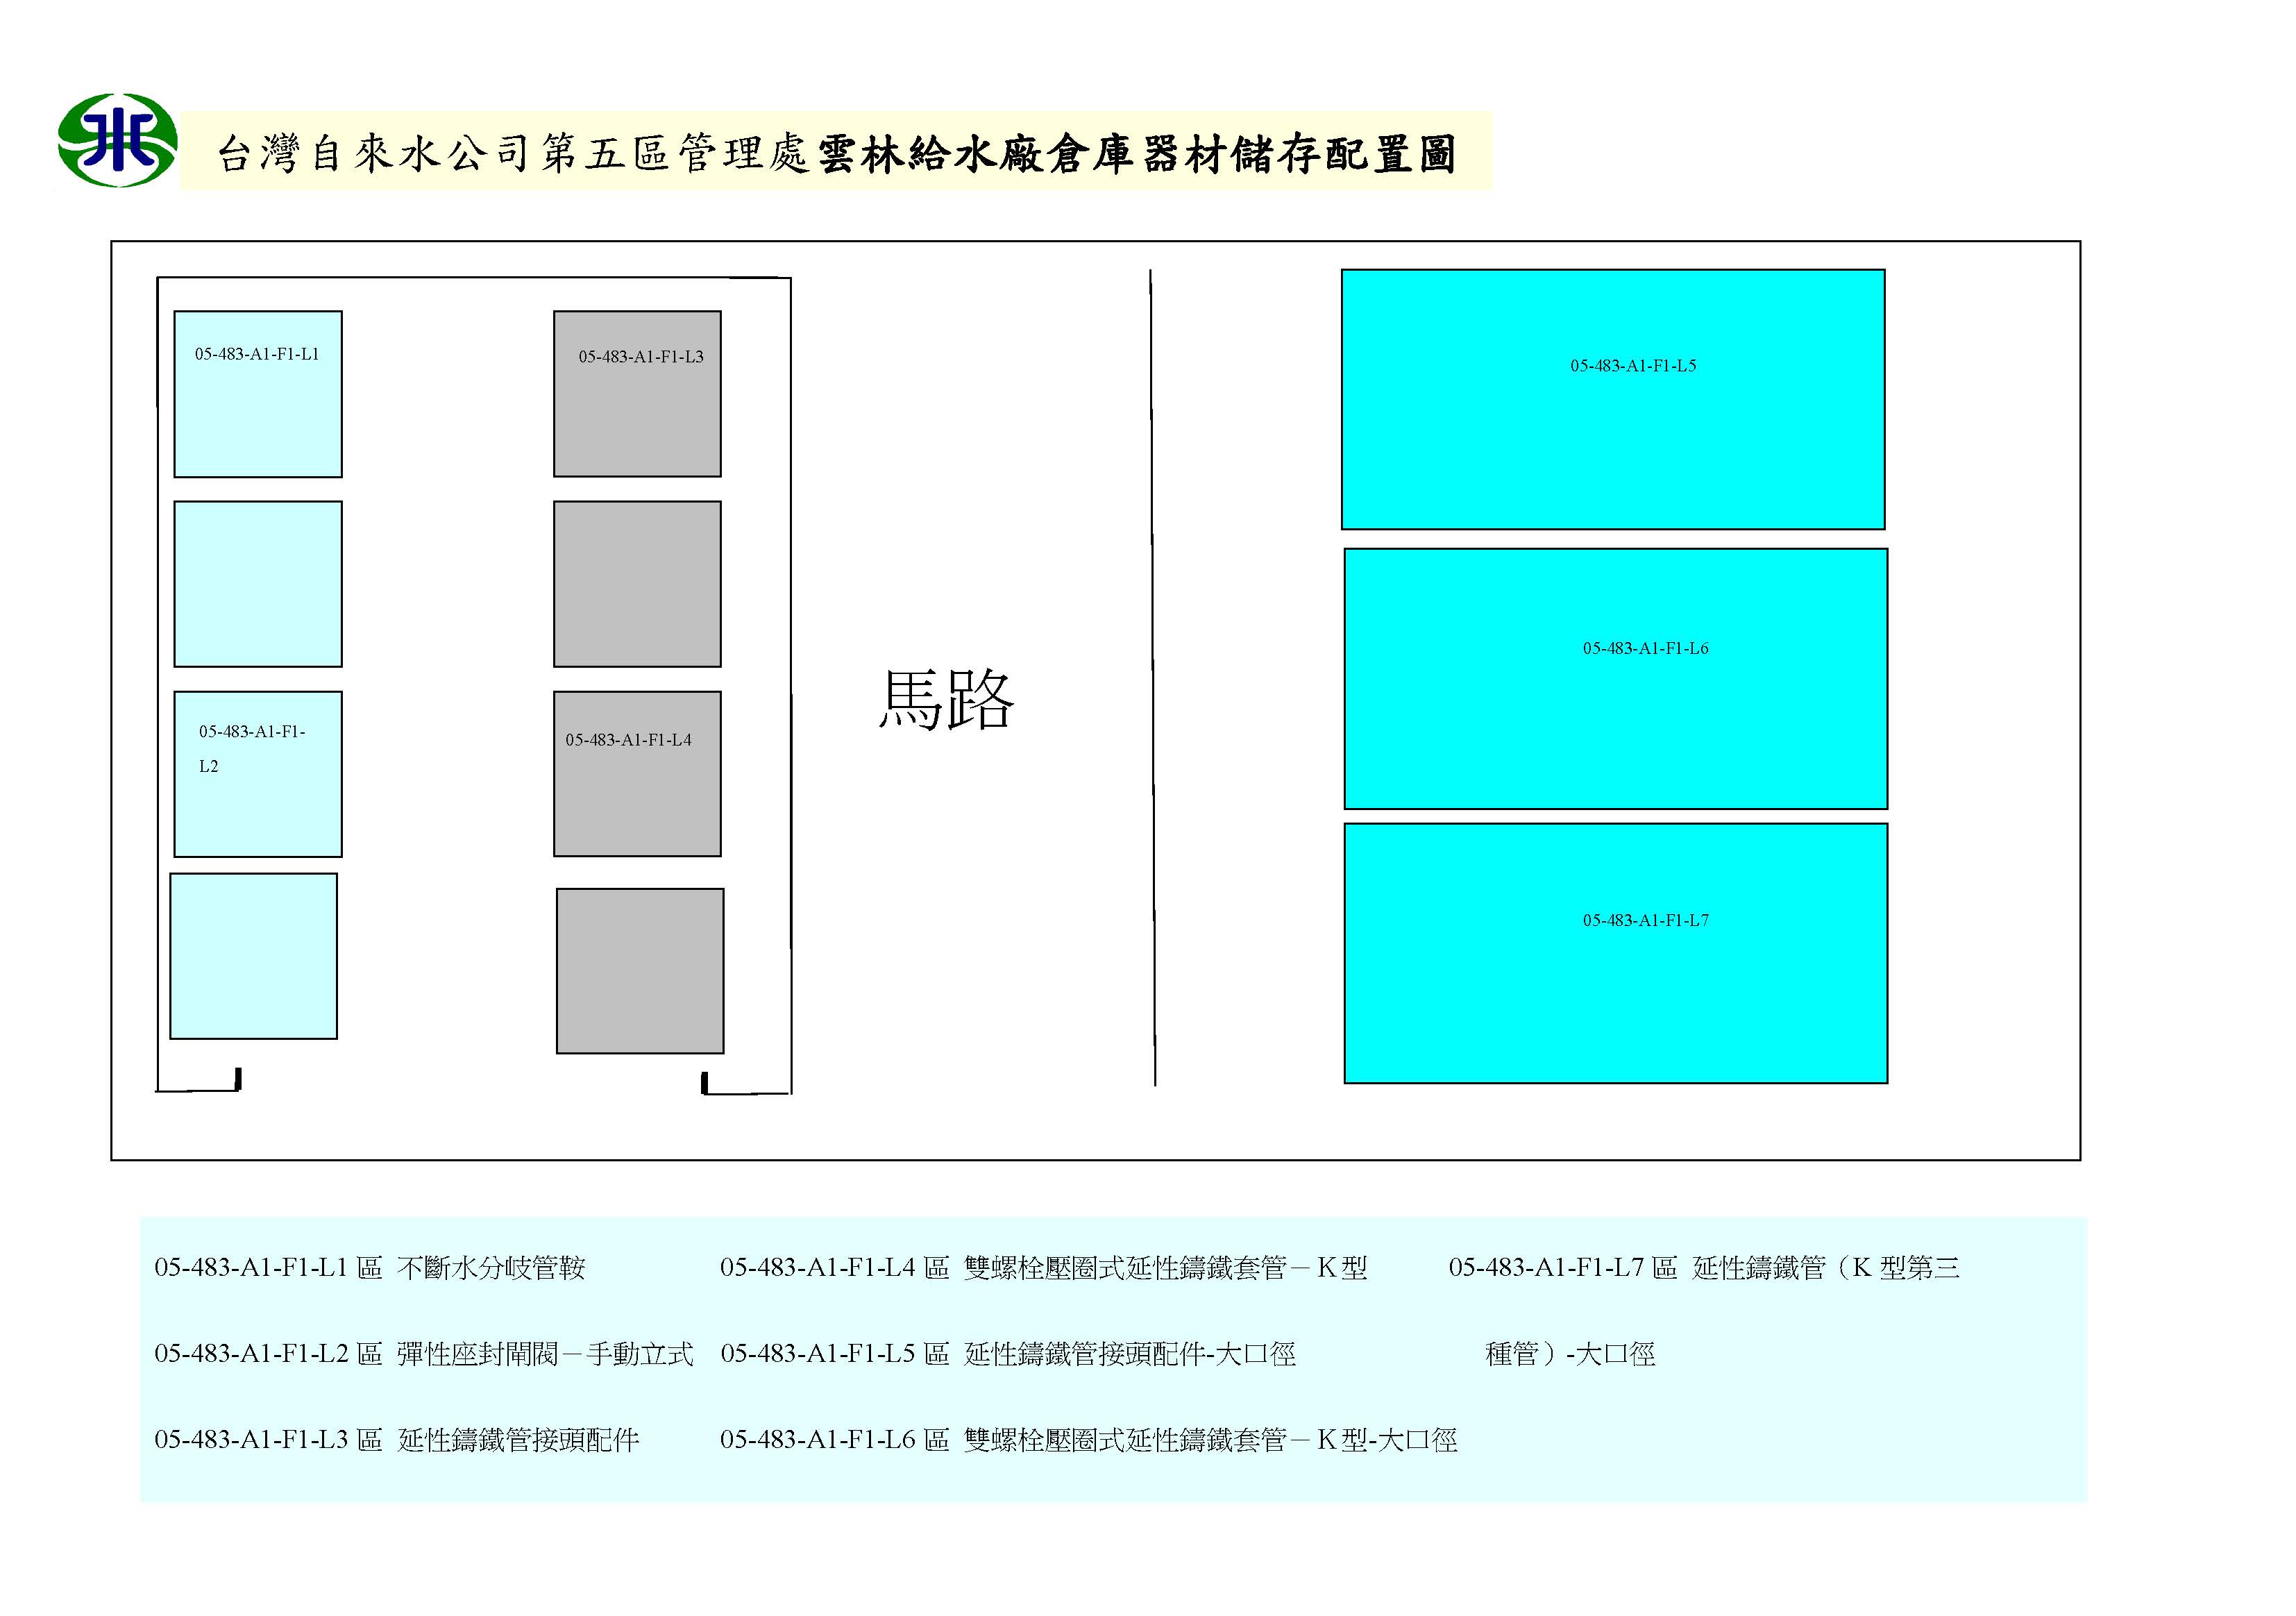 台灣自來水公司第五區管理處雲林給水廠倉庫器材儲存配置圖
05-483-A1-F1-L1
05-483-A1-F1-L3
05-483-A1-F1-L5
05-483-A1-F1-
L2
05-483-A1-F1-L4
馬路
05-483-A1-F1-L6
05-483-A1-F1-L7
05-483-A1-F1-L1 區 不斷水分岐管鞍
05-483-A1-F1-L2 區 彈性座封閘閥－手動立式
05-483-A1-F1-L3 區 延性鑄鐵管接頭配件
05-483-A1-F1-L4 區 雙螺栓壓圈式延性鑄鐵套管－K型
05-483-A1-F1-L5 區 延性鑄鐵管接頭配件-大口徑
05-483-A1-F1-L6 區 雙螺栓壓圈式延性鑄鐵套管－K型-大口徑
05-483-A1-F1-L7 區 延性鑄鐵管（K 型第三
種管）-大口徑